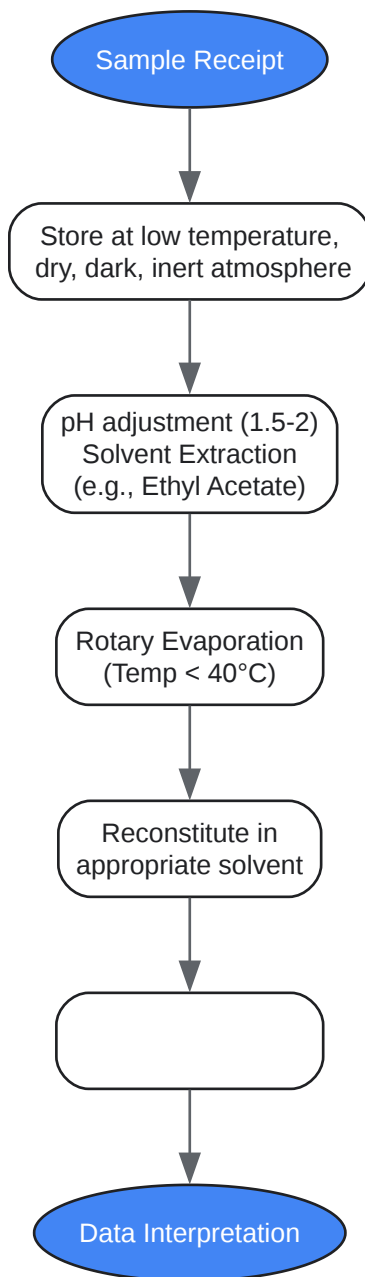 Sample Receipt
Store at low temperature,
dry, dark, inert atmosphere
pH adjustment (1.5-2)
Solvent Extraction
(e.g., Ethyl Acetate)
Rotary Evaporation
(Temp < 40°C)
Reconstitute in
appropriate solvent
Data Interpretation